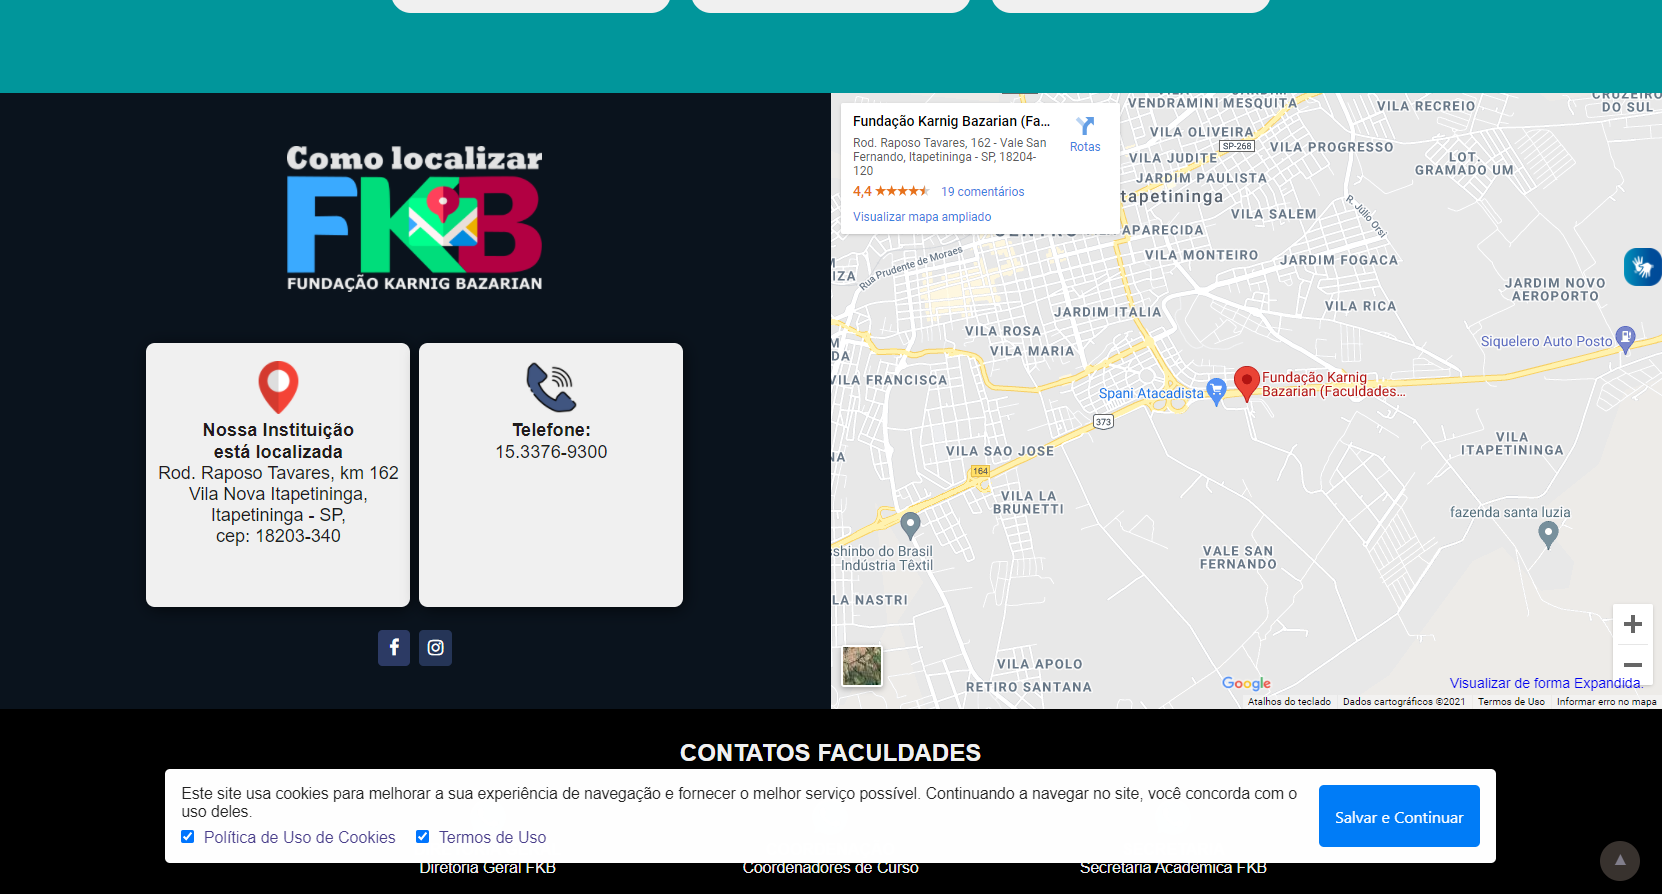 Como localizar
FKB
FUNDAÇÃO KARNIG BAZARIAN
Nossa Instituição
está localizada
Rod. Raposo Tavares, km 162
Vila Nova Itapetininga,
Itapetininga - SP,
cep: 18203-340
Telefone:
15.3376-9300
Fundação Karnig Bazarian (Fa...
Rod. Raposo Tavares, 162 - Vale San
Fernando, Itapetininga - SP, 18204-
120
4,4
19 comentários
Visualizar mapa ampliado
Rotas
VENDRAMINI MESQUITA
VILA RECREIO
DO SUL
VILA OLIVEIRA
SP-268
VILA PROGRESSO
VILA JUDITE
LOT.
GRAMADO UM
JARDIM PAULISTA
tapetininga
VILA SALEM
R. Júlio Orsi
APARECIDA
Rua Prudente de Moraes
VILA MONTEIRO
JARDIM FOGACA
IZA
JARDIM NOVO
AEROPORTO
VILA RICA
JARDIM ITALIA
VILA ROSA
VILA MARIA
Siquelero Auto Posto
DA
VILA FRANCISCA
Spani Atacadista
Fundação Karnig
Bazarian (Faculdades...
373
VILA
ITAPETININGA
VILA SAO JOSE
NA
164
VILA LA
BRUNETTI
fazenda santa luzia
shinbo do Brasil
Indústria Têxtil
VALE SAN
FERNANDO
LA NASTRI
VILA APOLO
RETIRO SANTANA
Google
Visualizar de forma Expandida.
Atalhos do teclado
Dados cartográficos ©2021
Termos de Uso
Informar erro no mapa
CONTATOS FACULDADES
Este site usa cookies para melhorar a sua experiência de navegação e fornecer o melhor serviço possível. Continuando a navegar no site, você concorda com o
uso deles.
Política de Uso de Cookies
Termos de Uso
Salvar e Continuar
Diretoria Geral FKB
Coordenadores de Curso
Secretaria Acadêmica FKB